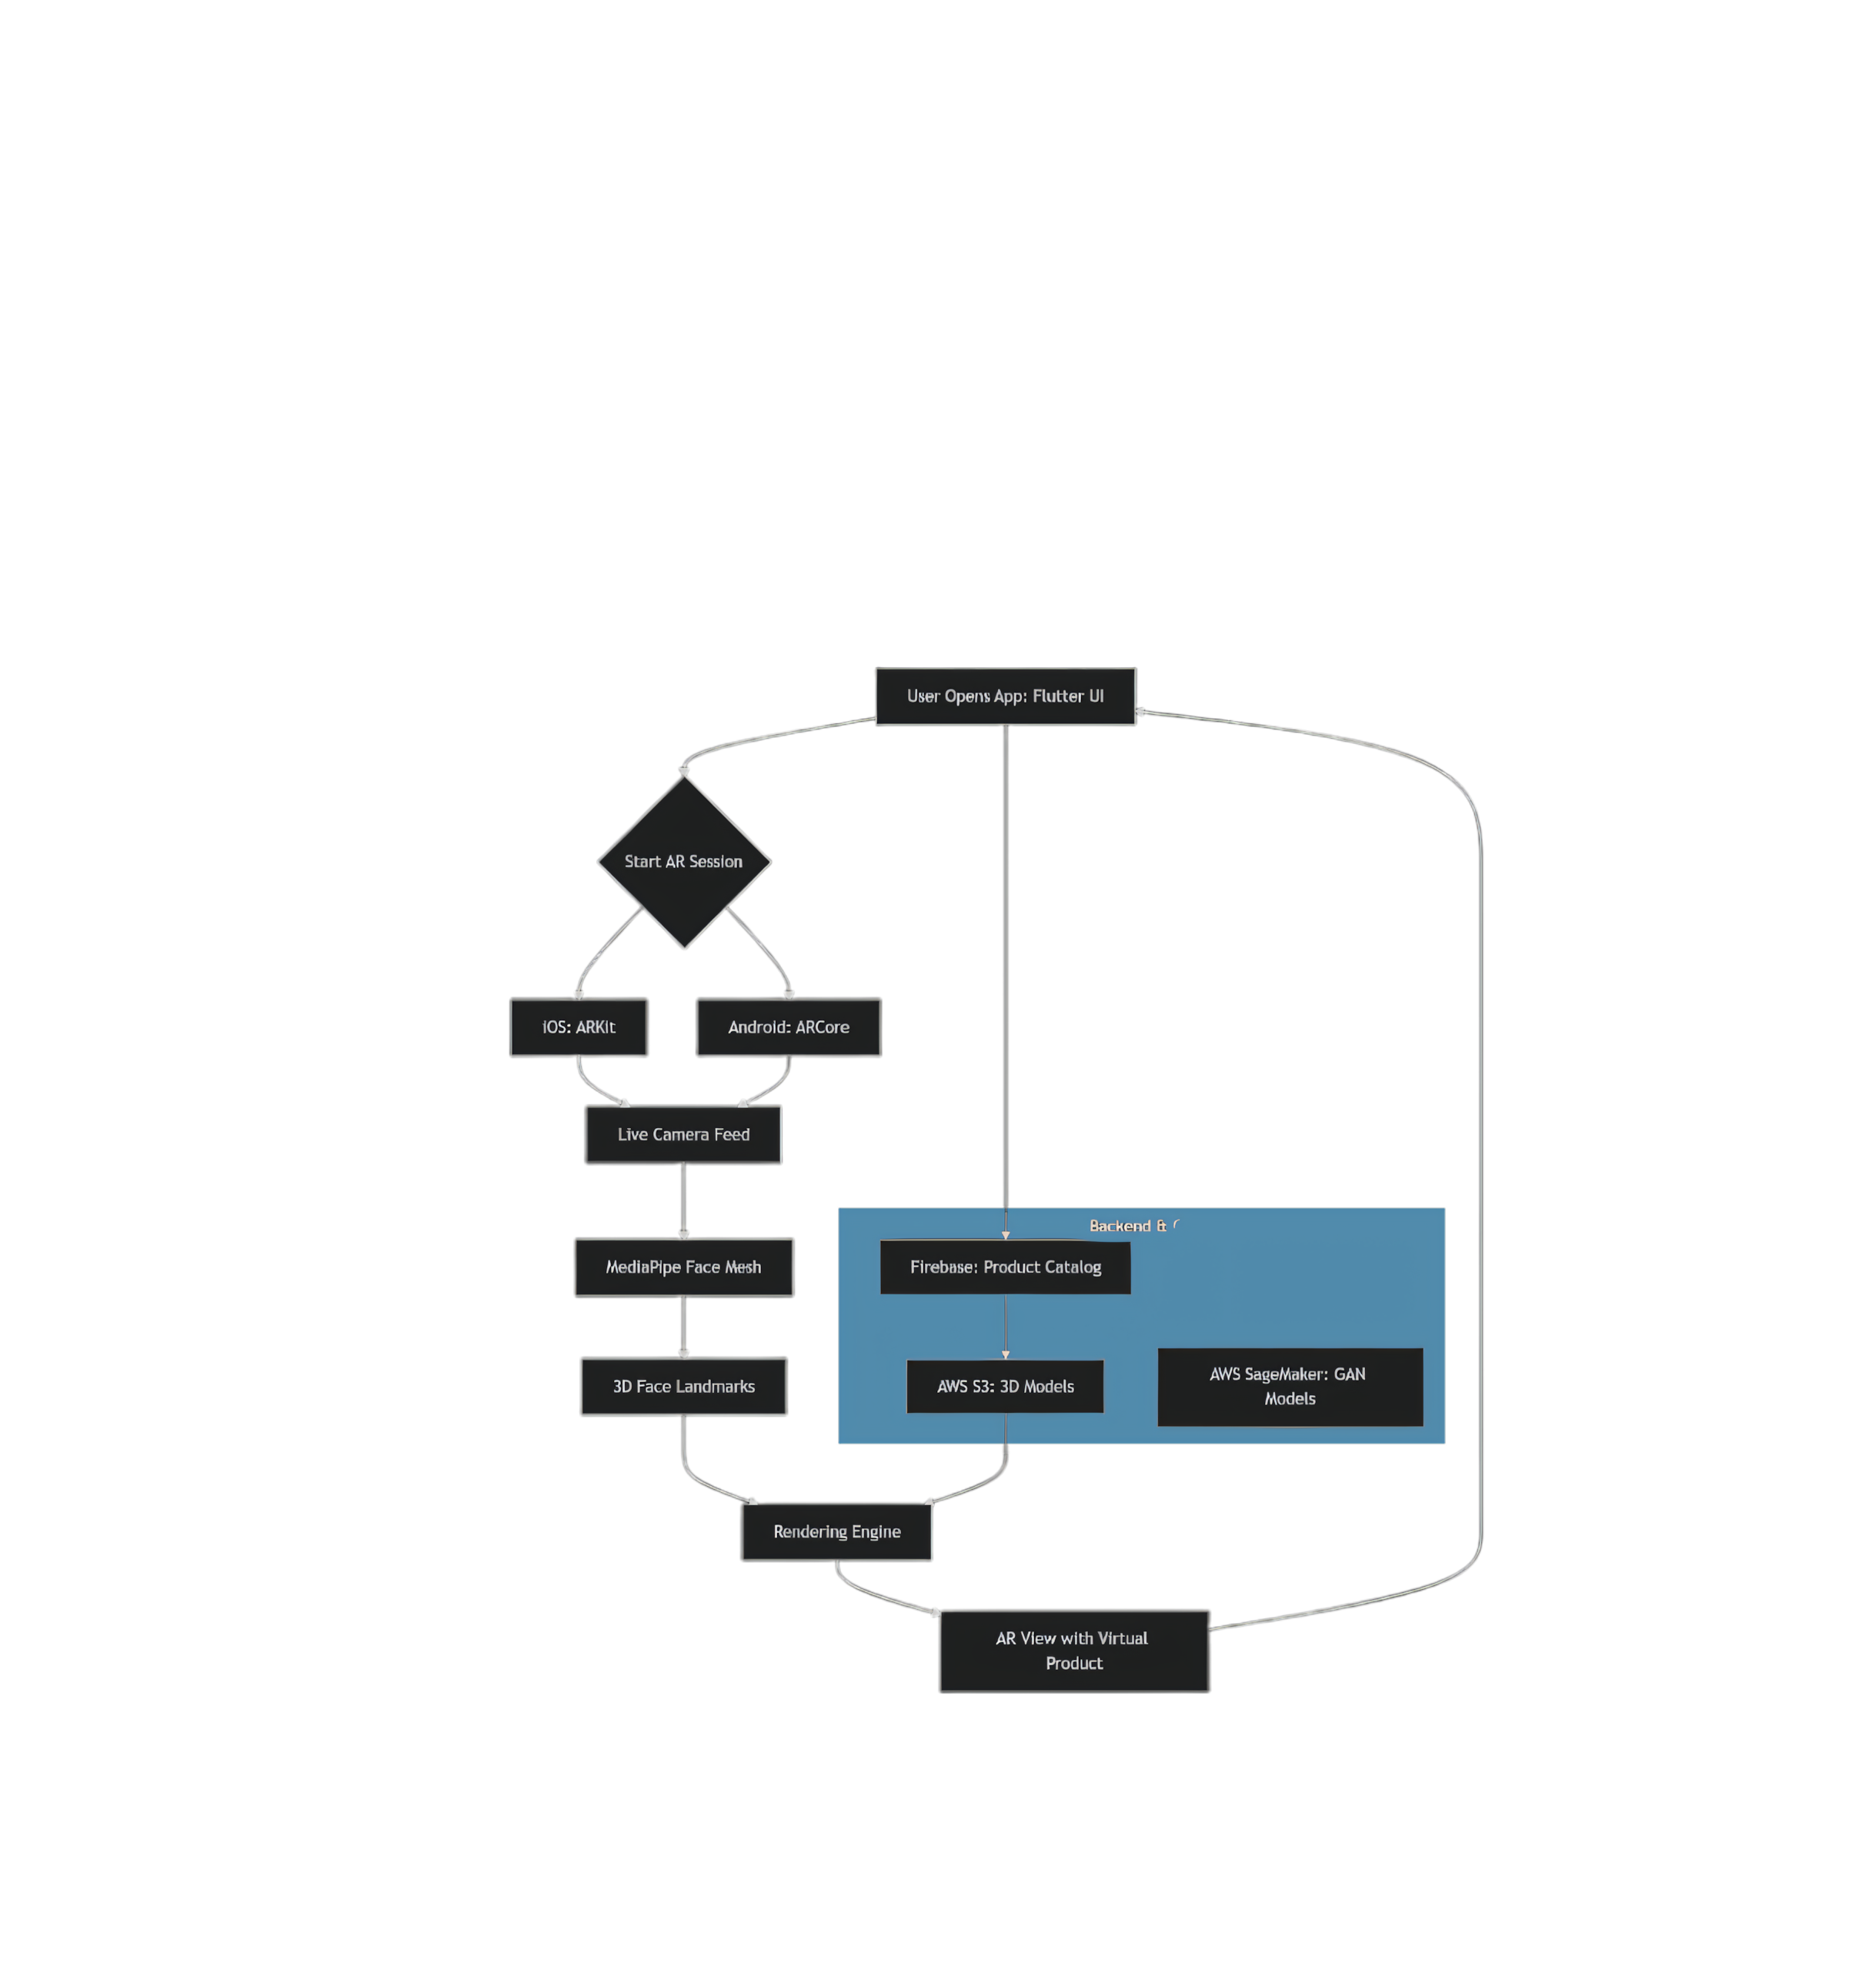 User Opens App: Flutter UI
Start AR Session
iOS: ARKit
Android: ARCore
Live Camera Feed
Backend &
MediaPipe Face Mesh
Firebase: Product Catalog
3D Face Landmarks
AWS S3: 3D Models
AWS SageMaker: GAN
Models
Rendering Engine
AR View with Virtual
Product